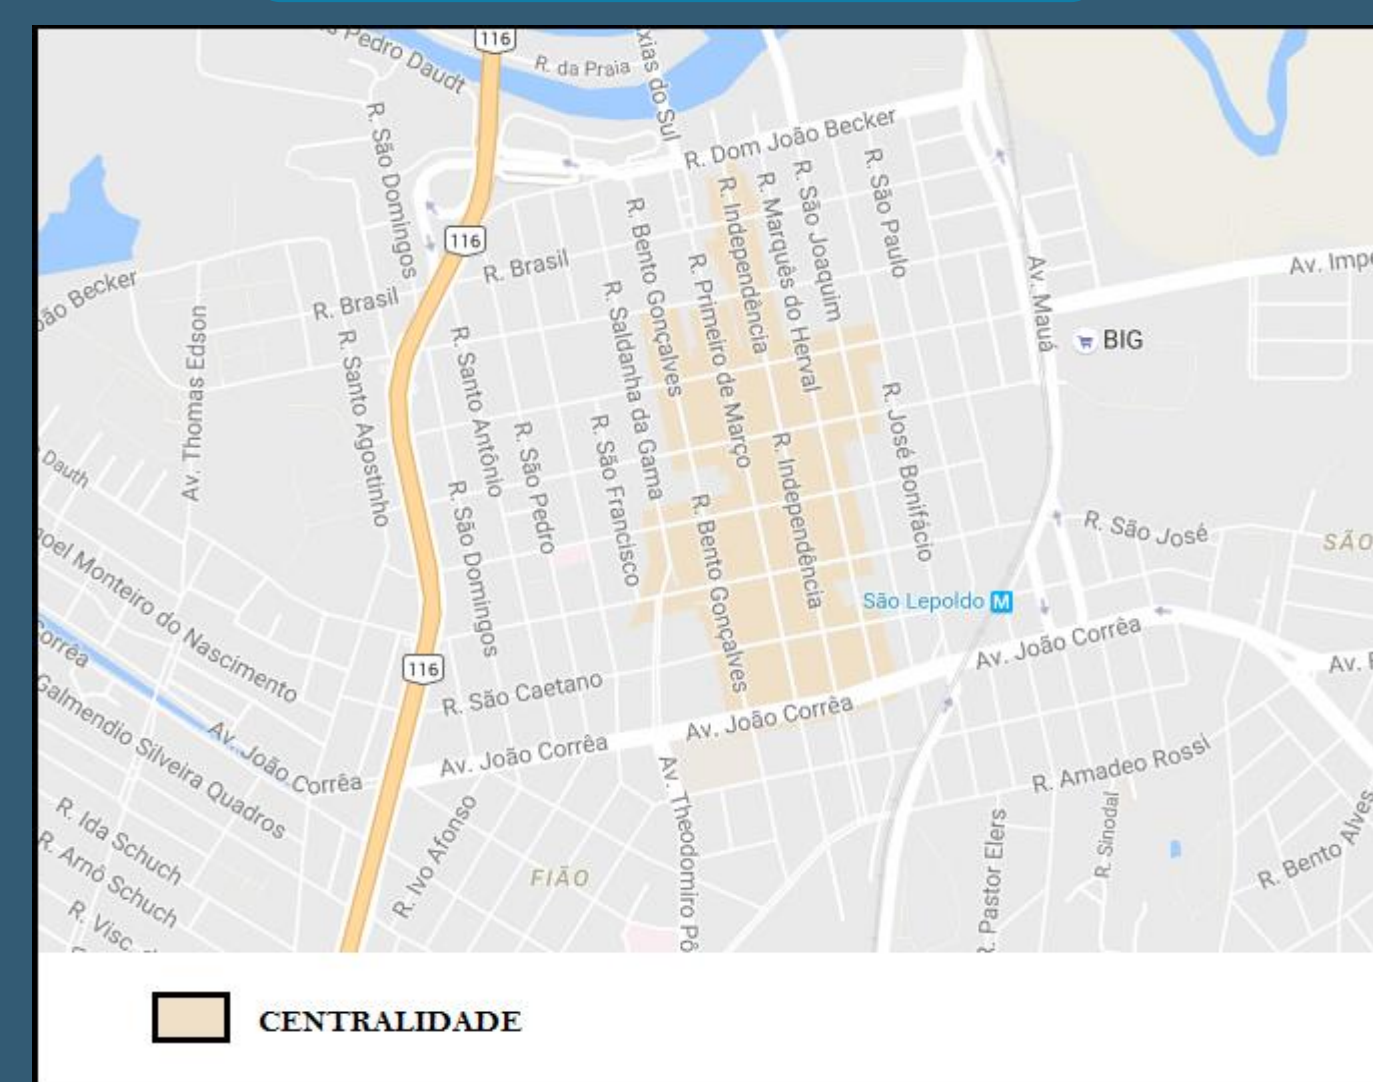 Pedro Daudt
116
R. da Praia
xias do Sul
R. Dom João Becker
R. São Domingos
R. São Joaquim
R. São Paulo
R. Independência
R. Marquês do Herval
R. Bento Gonçalves
116
R. Brasil
R. Primeiro de Março
Av. Mauá
Av. Impe
ão Becker
R. Brasil
R. Saldanha da Gama
Av. Thomas Edson
R. Santo Agostinho
R. Santo Antônio
BIG
R. José Bonifácio
R. São Pedro
R. São Francisco
R. Independência
Dauth
R. São Domingos
R. Bento Gonçalves
R. São José
SÃO
noel Monteiro do Nascimento
São Lepoldo M
Av. João Corrêa
orrêa
116
R. São Caetano
Av. João Corrêa
Galmendio Silveira Quadros
Av. João Corrêa
Av. João Corrêa
R. Amadeo Rossi
Av. Theodomiro Pô
R. Ida Schuch
R. Ivo Afonso
R. Sinodal
R. Pastor Elers
R. Bento Alves
R. Arnô Schuch
FIÃO
R. Visc.
CENTRALIDADE